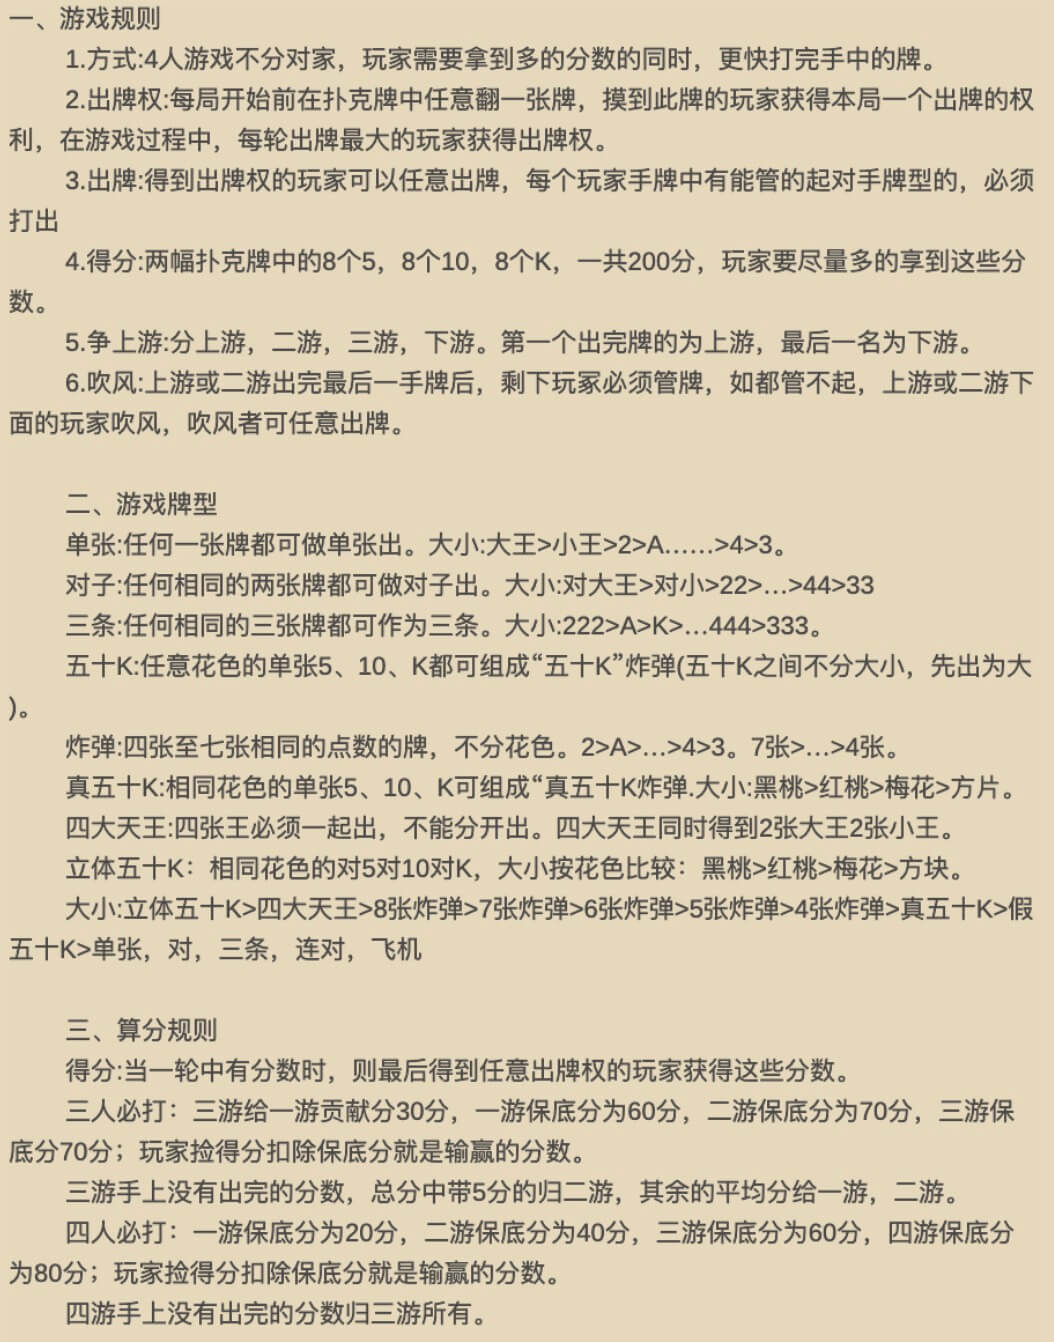 一、游戏规则
1.方式:4人游戏不分对家，玩家需要拿到多的分数的同时，更快打完手中的牌。
2.出牌权:每局开始前在扑克牌中任意翻一张牌，摸到此牌的玩家获得本局一个出牌的权
利，在游戏过程中，每轮出牌最大的玩家获得出牌权。
3.出牌:得到出牌权的玩家可以任意出牌，每个玩家手牌中有能管的起对手牌型的，必须
打出
4.得分:两幅扑克牌中的8个5，8个10，8个K，一共200分，玩家要尽量多的享到这些分
数。
5.争上游:分上游，二游，三游，下游。第一个出完牌的为上游，最后一名为下游。
6.吹风:上游或二游出完最后一手牌后，剩下玩冢必须管牌，如都管不起，上游或二游下
面的玩家吹风，吹风者可任意出牌。
二、游戏牌型
单张:任何一张牌都可做单张出。大小:大王>小王>2>A……>4>3。
对子:任何相同的两张牌都可做对子出。大小:对大王>对小>22>…>44>33
三条:任何相同的三张牌都可作为三条。大小:222>A>K>…444>333。
五十K:任意花色的单张5、10、K都可组成“五十K”炸弹(五十K之间不分大小，先出为大
)。
炸弹:四张至七张相同的点数的牌，不分花色。2>A>…>4>3。7张>…>4张。
真五十K:相同花色的单张5、10、K可组成“真五十K炸弹.大小:黑桃>红桃>梅花>方片。
四大天王:四张王必须一起出，不能分开出。四大天王同时得到2张大王2张小王。
立体五十K：相同花色的对5对10对K，大小按花色比较：黑桃>红桃>梅花>方块。
大小:立体五十K>四大天王>8张炸弹>7张炸弹>6张炸弹>5张炸弹>4张炸弹>真五十K>假
五十K>单张，对，三条，连对，飞机
三、算分规则
得分:当一轮中有分数时，则最后得到任意出牌权的玩家获得这些分数。
三人必打：三游给一游贡献分30分，一游保底分为60分，二游保底分为70分，三游保
底分70分；玩家捡得分扣除保底分就是输赢的分数。
三游手上没有出完的分数，总分中带5分的归二游，其余的平均分给一游，二游。
四人必打：一游保底分为20分，二游保底分为40分，三游保底分为60分，四游保底分
为80分；玩家捡得分扣除保底分就是输赢的分数。
四游手上没有出完的分数归三游所有。